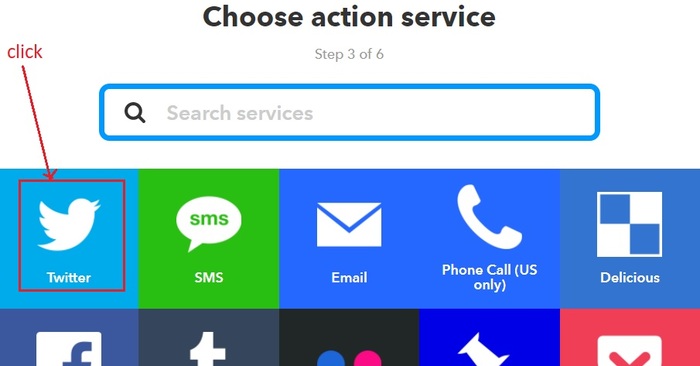 Choose action service
Step 3 of 6
click
Search services
sms
Twitter
SMS
Email
Phone Call (US
only)
Delicious